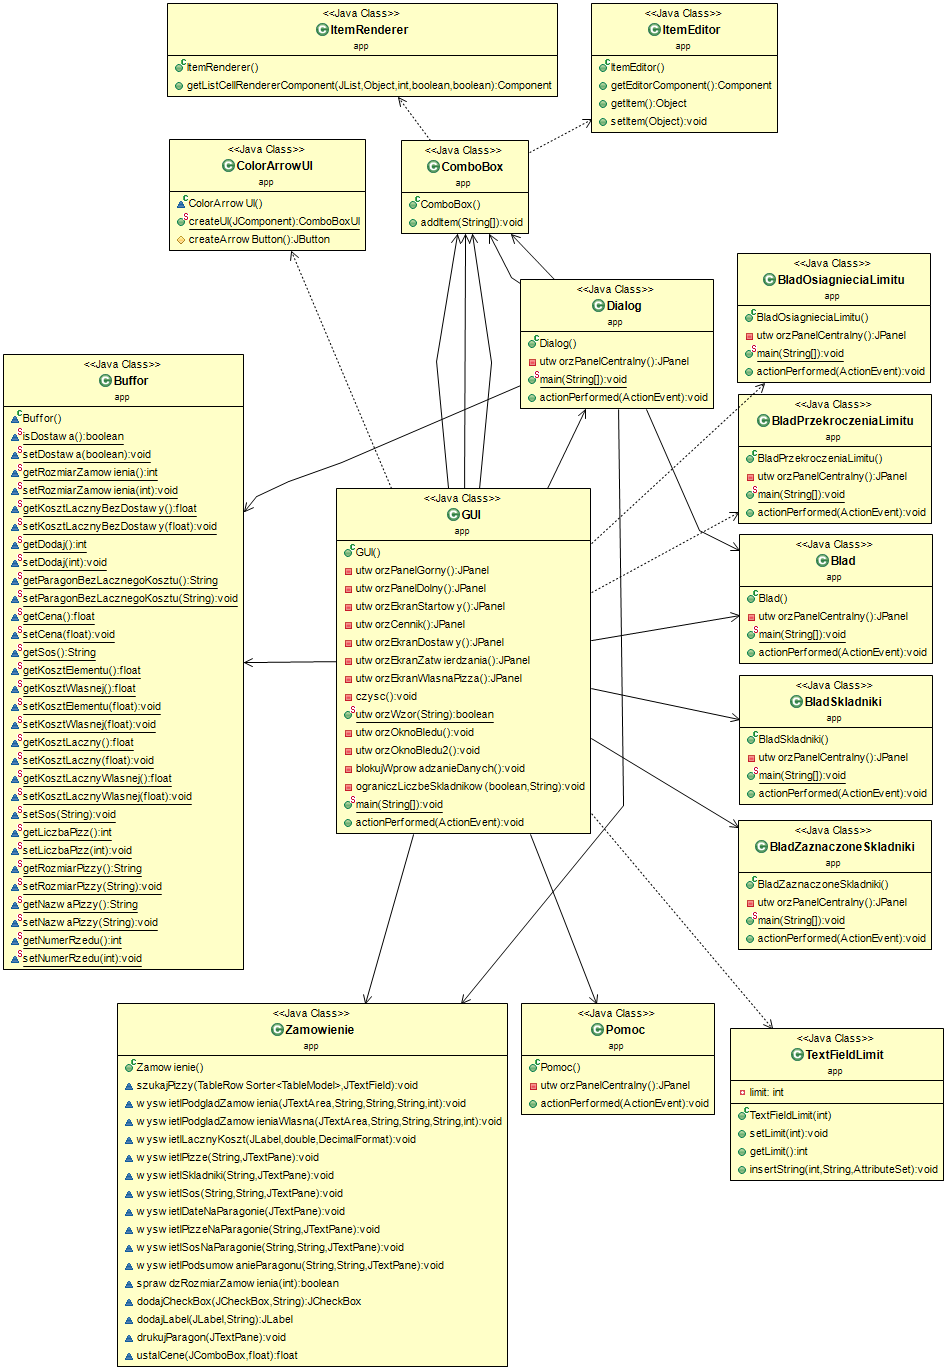 <<Java Class>>
ItemRenderer
app
ItemRenderer()
getListCellRendererComponent(JList,Object,int,boolean,boolean):Component
<<Java Class>>
ItemEditor
app
ItemEditor()
getEditorComponent():Component
getItem():Object
setItem(Object):void
<<Java Class>>
ColorArrowUI
app
ColorArrowUI()
createUI(JComponent):ComboBoxUI
createArrowButton():JButton
<<Java Class>>
ComboBox
app
ComboBox()
addItem(String[]):void
<<Java Class>>
Dialog
app
Dialog()
utworzPanelCentralny():JPanel
main(String[]):void
actionPerformed(ActionEvent):void
<<Java Class>>
BladOsiagnieciaLimitu
app
BladOsiagnieciaLimitu()
utworzPanelCentralny():JPanel
main(String[]):void
actionPerformed(ActionEvent):void
<<Java Class>>
BladPrzekroczeniaLimitu
app
BladPrzekroczeniaLimitu()
utworzPanelCentralny():JPanel
main(String[]):void
actionPerformed(ActionEvent):void
<<Java Class>>
Buffor
app
Buffor()
isDostawa():boolean
setDostawa(boolean):void
getRozmiarZamowienia():int
setRozmiarZamowienia(int):void
getKosztLacznyBezDostawy():float
setKosztLacznyBezDostawy(float):void
getDodaj():int
setDodaj(int):void
getParagonBezLacznegoKosztu():String
setParagonBezLacznegoKosztu(String):void
getCena():float
setCena(float):void
getSos():String
getKosztElementu():float
getKosztWlasnej():float
setKosztElementu(float):void
setKosztWlasnej(float):void
getKosztLaczny():float
setKosztLaczny(float):void
getKosztLacznyWlasnej():float
setKosztLacznyWlasnej(float):void
setSos(String):void
getLiczbaPizz():int
setLiczbaPizz(int):void
getRozmiarPizzy():String
setRozmiarPizzy(String):void
getNazwaPizzy():String
setNazwaPizzy(String):void
getNumerRzedu():int
setNumerRzedu(int):void
<<Java Class>>
GUI
app
GUI()
utworzPanelGorny():JPanel
utworzPanelDolny():JPanel
utworzEkranStartowy():JPanel
utworzCennik():JPanel
utworzEkranDostawy():JPanel
utworzEkranZatwierdzania():JPanel
utworzEkranWlasnaPizza():JPanel
czysc():void
utworzWzor(String):boolean
utworzOknoBledu():void
utworzOknoBledu2():void
blokujWprowadzanieDanych():void
ograniczLiczbeSkladnikow(boolean,String):void
main(String[]):void
actionPerformed(ActionEvent):void
<<Java Class>>
Blad
app
Blad()
utworzPanelCentralny():JPanel
main(String[]):void
actionPerformed(ActionEvent):void
<<Java Class>>
BladSkladniki
app
BladSkladniki()
utworzPanelCentralny():JPanel
main(String[]):void
actionPerformed(ActionEvent):void
<<Java Class>>
BladZaznaczoneSkladniki
app
BladZaznaczoneSkladniki()
utworzPanelCentralny():JPanel
main(String[]):void
actionPerformed(ActionEvent):void
<<Java Class>>
Zamowienie
app
Zamowienie()
szukajPizzy(TableRowSorter<TableModel>,JTextField):void
wyswietlPodgladZamowienia(JTextArea,String,String,String,int):void
wyswietlPodgladZamowieniaWlasna(JTextArea,String,String,String,int):void
wyswietlLacznyKoszt(JLabel,double,DecimalFormat):void
wyswietlPizze(String,JTextPane):void
wyswietlSkladniki(String,JTextPane):void
wyswietlSos(String,String,JTextPane):void
wyswietlDateNaParagonie(JTextPane):void
wyswietlPizzeNaParagonie(String,JTextPane):void
wyswietlSosNaParagonie(String,String,JTextPane):void
wyswietlPodsumowanieParagonu(String,String,JTextPane):void
sprawdzRozmiarZamowienia(int):boolean
dodajCheckBox(JCheckBox,String):JCheckBox
dodajLabel(JLabel,String):JLabel
drukujParagon(JTextPane):void
ustalCene(JComboBox,float):float
<<Java Class>>
Pomoc
app
Pomoc()
utworzPanelCentralny():JPanel
actionPerformed(ActionEvent):void
<<Java Class>>
TextFieldLimit
app
limit: int
TextFieldLimit(int)
setLimit(int):void
getLimit():int
insertString(int,String,AttributeSet):void